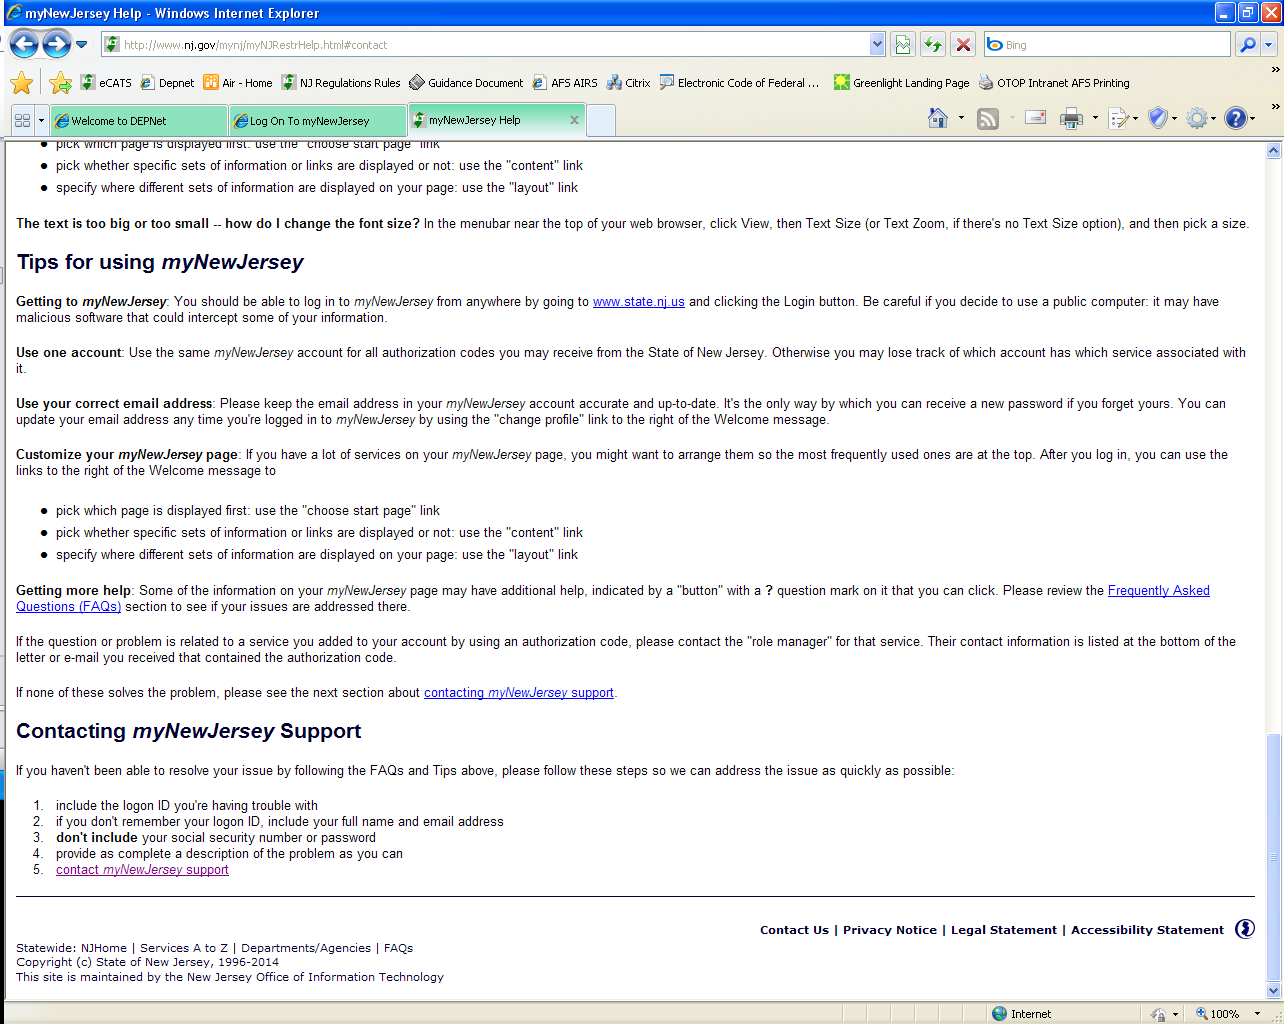 myNewJersey Help - Windows Internet Explorer
http://www.nj.gov/mynj/myNJRestrHelp.html#contact
Bing
eCATS Depnet Air - Home NJ Regulations Rules Guidance Document AFS AIRS Citrix Electronic Code of Federal ... Greenlight Landing Page OTOP Intranet AFS Printing
Welcome to DEPNet Log On To myNewJersey myNewJersey Help
pick which page is displayed first: use the "choose start page" link
pick whether specific sets of information or links are displayed or not: use the "content" link
specify where different sets of information are displayed on your page: use the "layout" link
The text is too big or too small -- how do I change the font size? In the menubar near the top of your web browser, click View, then Text Size (or Text Zoom, if there's no Text Size option), and then pick a size.
Tips for using myNewJersey
Getting to myNewJersey: You should be able to log in to myNewJersey from anywhere by going to www.state.nj.us and clicking the Login button. Be careful if you decide to use a public computer: it may have
malicious software that could intercept some of your information.
Use one account: Use the same myNewJersey account for all authorization codes you may receive from the State of New Jersey. Otherwise you may lose track of which account has which service associated with
it.
Use your correct email address: Please keep the email address in your myNewJersey account accurate and up-to-date. It's the only way by which you can receive a new password if you forget yours. You can
update your email address any time you're logged in to myNewJersey by using the "change profile" link to the right of the Welcome message.
Customize your myNewJersey page: If you have a lot of services on your myNewJersey page, you might want to arrange them so the most frequently used ones are at the top. After you log in, you can use the
links to the right of the Welcome message to
pick which page is displayed first: use the "choose start page" link
pick whether specific sets of information or links are displayed or not: use the "content" link
specify where different sets of information are displayed on your page: use the "layout" link
Getting more help: Some of the information on your myNewJersey page may have additional help, indicated by a "button" with a ? question mark on it that you can click. Please review the Frequently Asked
Questions (FAQs) section to see if your issues are addressed there.
If the question or problem is related to a service you added to your account by using an authorization code, please contact the "role manager" for that service. Their contact information is listed at the bottom of the
letter or e-mail you received that contained the authorization code.
If none of these solves the problem, please see the next section about contacting myNewJersey support.
Contacting myNewJersey Support
If you haven't been able to resolve your issue by following the FAQs and Tips above, please follow these steps so we can address the issue as quickly as possible:
1. include the logon ID you're having trouble with
2. if you don't remember your logon ID, include your full name and email address
3. don't include your social security number or password
4. provide as complete a description of the problem as you can
5. contact myNewJersey support
Contact Us | Privacy Notice | Legal Statement | Accessibility Statement
Statewide: NJHome | Services A to Z | Departments/Agencies | FAQs
Copyright (c) State of New Jersey, 1996-2014
This site is maintained by the New Jersey Office of Information Technology
Internet 100%